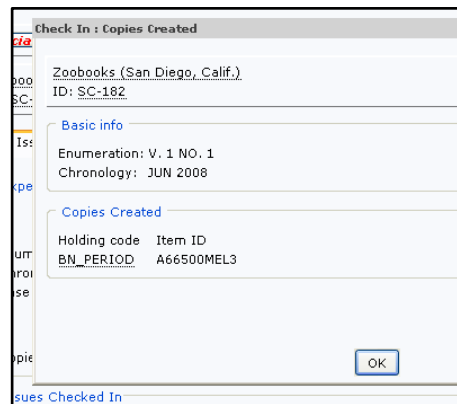 Check In : Copies Created
Zoobooks (San Diego, Calif.)
ID: SC-182
Basic info
Enumeration: V. 1 NO. 1
Chronology: JUN 2008
Copies Created
Holding code Item ID
BN_PERIOD A66500MEL3
OK
sues Checked In